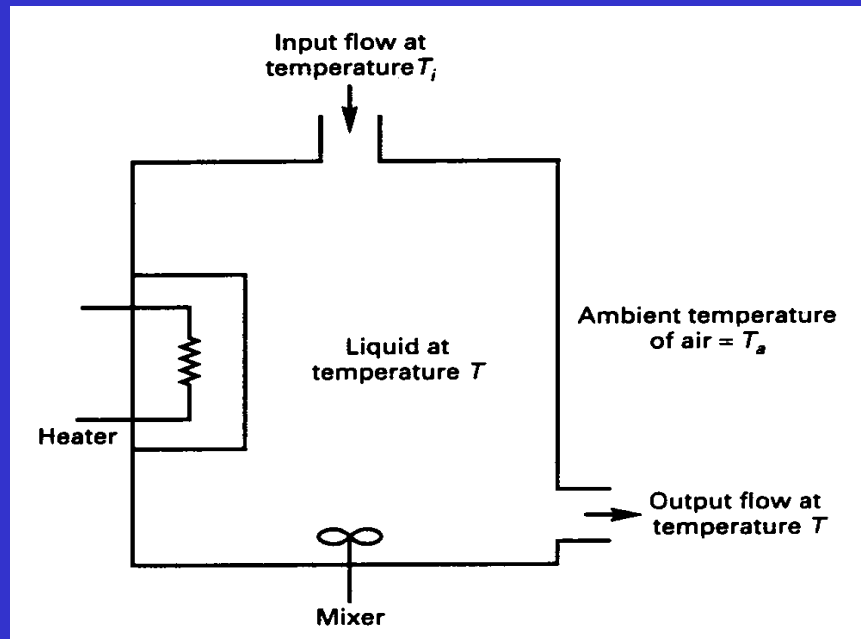 Input flow at
temperature Ti
Ambient temperature
of air = Ta
Liquid at
temperature T
Heater
Output flow at
temperature T
Mixer